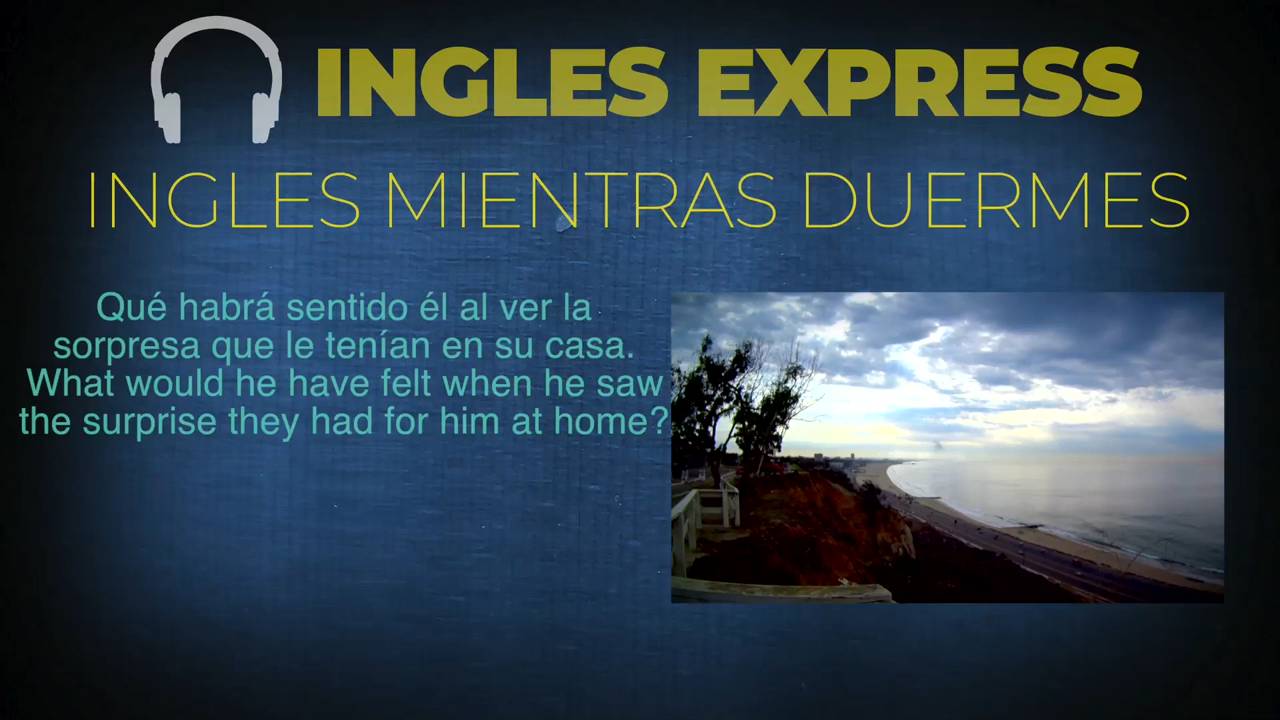 INGLES EXPRESS
INGLES MIENTRAS DUERMES
Qué habrá sentido él al ver la
sorpresa que le tenían en su casa.
What would he have felt when he saw
the surprise they had for him at home?